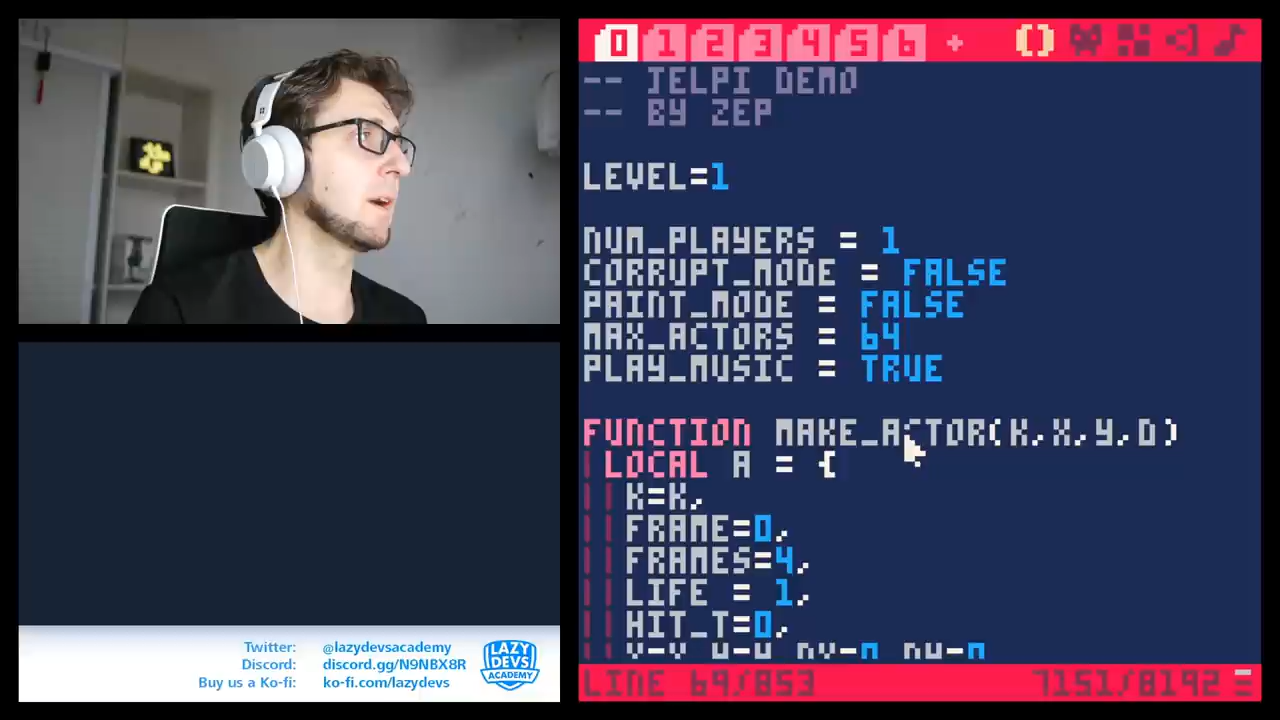 Twitter: @lazydevsacademy
Discord: discord.gg/N9NBX8R
Buy us a Ko-fi: ko-fi.com/lazydevs
LAZY
DEVS
ACADEMY
0 1 2 3 4 5 6 +
-- JELPI DEMO
-- BY ZEP
LEVEL=1
NUM_PLAYERS = 1
CORRUPT_MODE = FALSE
PAINT_MODE = FALSE
MAX_ACTORS = 64
PLAY_MUSIC = TRUE
FUNCTION MAKE_ACTOR(K,X,Y,D)
LOCAL A = {
K=K,
FRAME=0,
FRAMES=4,
LIFE = 1,
HIT_T=0,
LINE 69/853
7151/8192